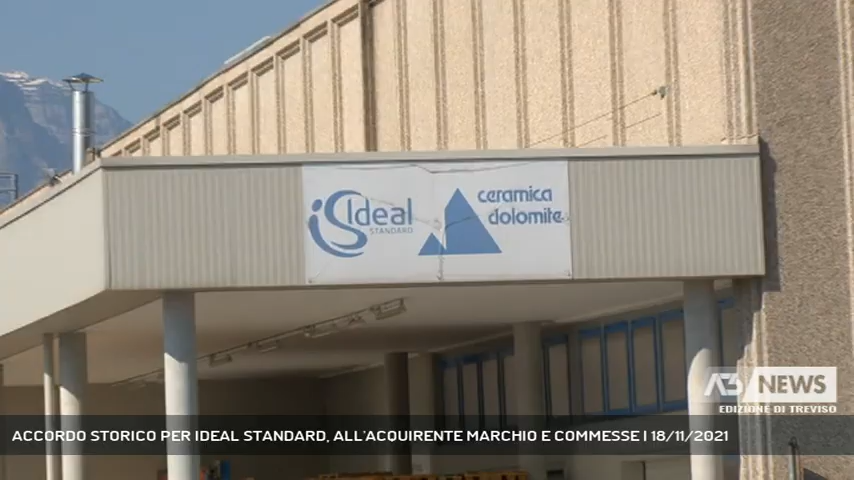 Ideal
STANDARD
ceramica
dolomite
A3 NEWS
EDIZIONE DI TREVISO
ACCORDO STORICO PER IDEAL STANDARD, ALL'ACQUIRENTE MARCHIO E COMMESSE | 18/11/2021